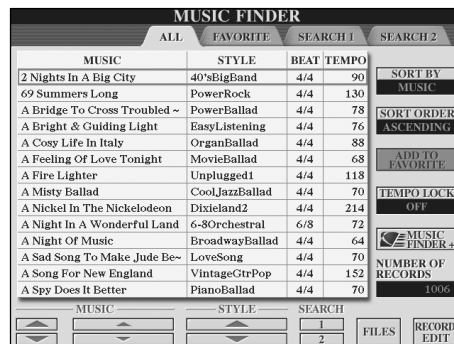 MUSIC FINDER
ALL FAVORITE SEARCH 1 SEARCH 2
MUSIC STYLE BEAT TEMPO
2 Nights In A Big City 40'sBigBand 4/4 90
69 Summers Long PowerRock 4/4 130
A Bridge To Cross Troubled ~ PowerBallad 4/4 78
A Bright & Guiding Light EasyListening 4/4 76
A Cosy Life In Italy OrganBallad 4/4 88
A Feeling Of Love Tonight MovieBallad 4/4 68
A Fire Lighter Unplugged1 4/4 118
A Misty Ballad CoolJazzBallad 4/4 70
A Nickel In The Nickelodeon Dixieland2 4/4 214
A Night In A Wonderful Land 6-8Orchestral 6/8 72
A Night Of Music BroadwayBallad 4/4 64
A Sad Song To Make Jude Be~ LoveSong 4/4 70
A Song For New England VintageGtrPop 4/4 152
A Spy Does It Better PianoBallad 4/4 70
SORT BY
MUSIC
SORT ORDER
ASCENDING
ADD TO
FAVORITE
TEMPO LOCK
OFF
MUSIC
FINDER +
NUMBER OF
RECORDS
1006
MUSIC STYLE SEARCH
1
2
FILES
RECORD
EDIT